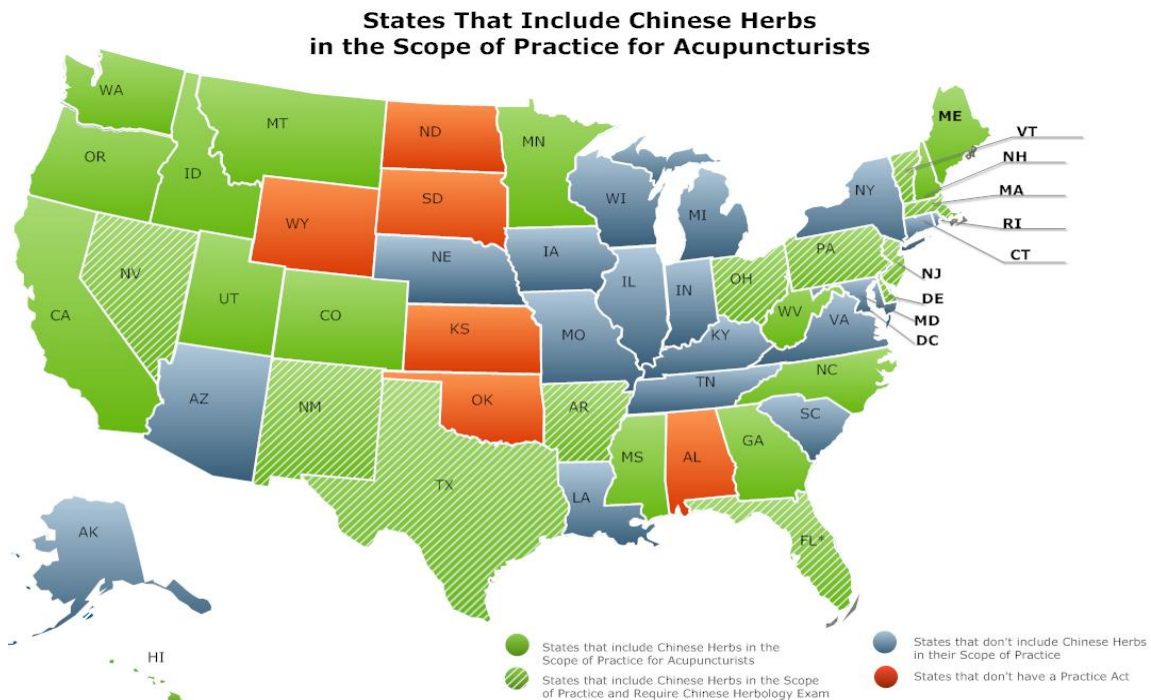 States That Include Chinese Herbs
in the Scope of Practice for Acupuncturists
WA
MT
ND
MN
ME
VT
OR
NH
ID
SD
WI
MI
NY
MA
WY
RI
IA
CT
NE
PA
NV
OH
NJ
IL
IN
UT
DE
CA
CO
WV
MD
KS
MO
KY
VA
DC
NC
TN
AZ
NM
OK
AR
SC
MS
AL
GA
TX
LA
AK
FL*
HI
States that include Chinese Herbs in the
Scope of Practice for Acupuncturists
States that include Chinese Herbs in the Scope
of Practice and Require Chinese Herbology Exam
States that don't include Chinese Herbs
in their Scope of Practice
States that don't have a Practice Act